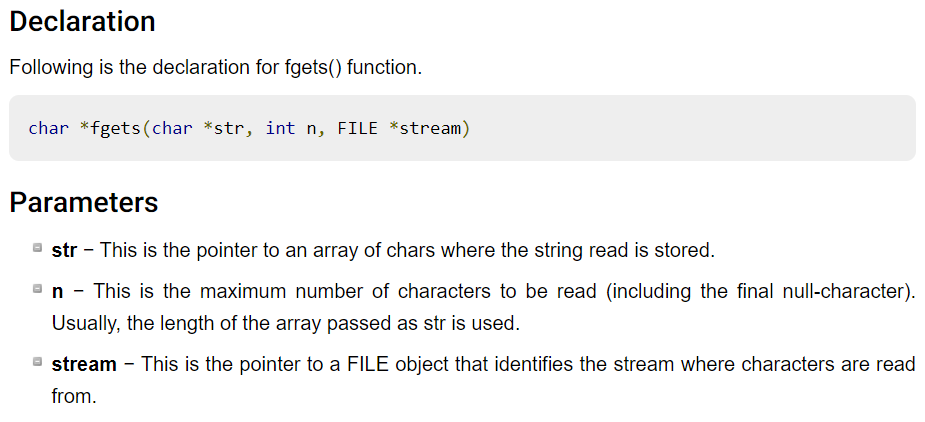 Declaration
Following is the declaration for fgets() function.
char *fgets(char *str, int n, FILE *stream)
Parameters
str − This is the pointer to an array of chars where the string read is stored.
n − This is the maximum number of characters to be read (including the final null-character).
Usually, the length of the array passed as str is used.
stream − This is the pointer to a FILE object that identifies the stream where characters are read
from.